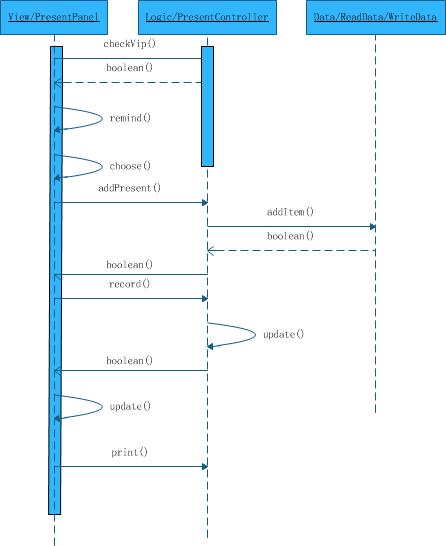 View/PresentPanel
Logic/PresentController
Data/ReadData/WriteData
checkVip()
boolean()
remind()
choose()
addPresent()
addItem()
boolean()
boolean()
record()
update()
boolean()
update()
print()